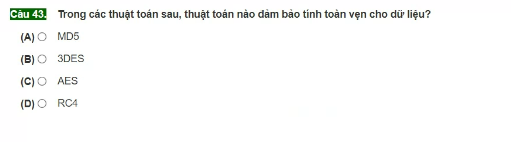 Câu 43. Trong các thuật toán sau, thuật toán nào đảm bảo tính toàn vẹn cho dữ liệu?
(A) MD5
(B) 3DES
(C) AES
(D) RC4